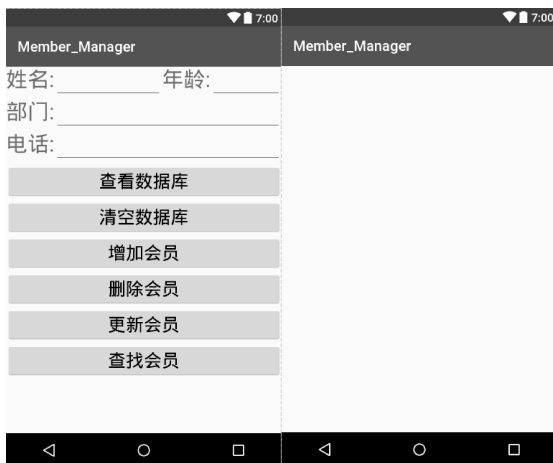 7:00
Member_Manager
姓名: 年龄:
部门:
电话:
查看数据库
清空数据库
增加会员
删除会员
更新会员
查找会员
7:00
Member_Manager